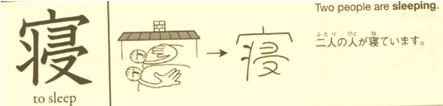 寝
to sleep
寝
Two people are sleeping.
ふたり ひと ね
二人の人が寝ています。